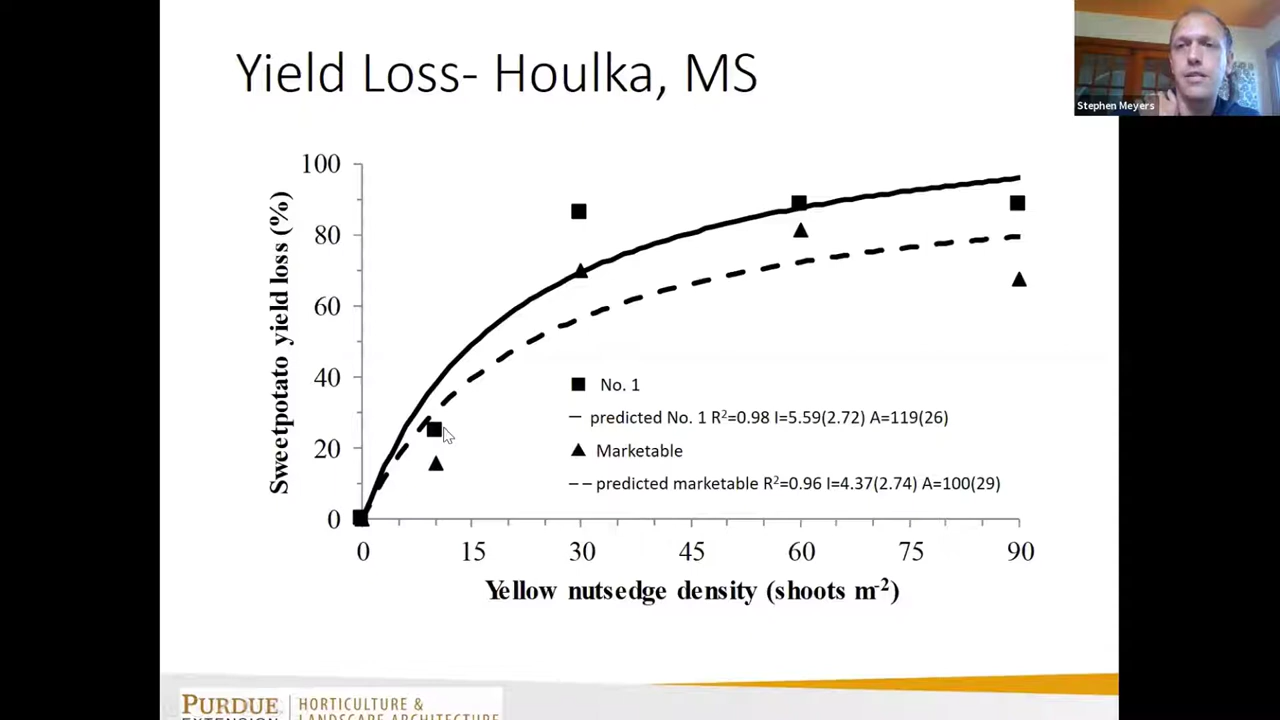 Yield Loss- Houlka, MS
Stephen Meyers
Sweetpotato yield loss (%)
100
80
60
40
20
0
No. 1
predicted No. 1 R²=0.98 I=5.59(2.72) A=119(26)
Marketable
predicted marketable R²=0.96 I=4.37(2.74) A=100(29)
0 15 30 45 60 75 90
Yellow nutsedge density (shoots m⁻²)
PURDUE
EXTENSION
HORTICULTURE &
LANDSCAPE ARCHITECTURE